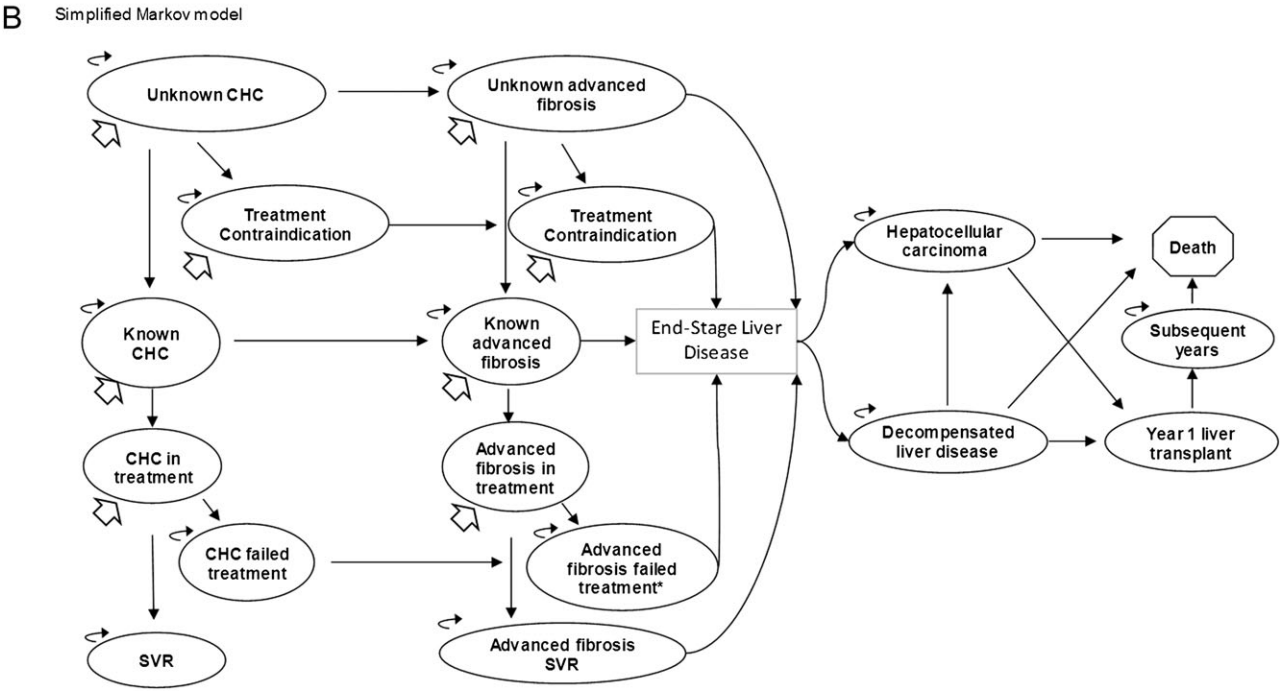 B
Simplified Markov model
Unknown CHC
Unknown advanced
fibrosis
Treatment
Contraindication
Treatment
Contraindication
Hepatocellular
carcinoma
Death
Known
CHC
Known
advanced
fibrosis
End-Stage Liver
Disease
Subsequent
years
CHC in
treatment
Advanced
fibrosis in
treatment
Decompensated
liver disease
Year 1 liver
transplant
CHC failed
treatment
Advanced
fibrosis failed
treatment*
SVR
Advanced fibrosis
SVR